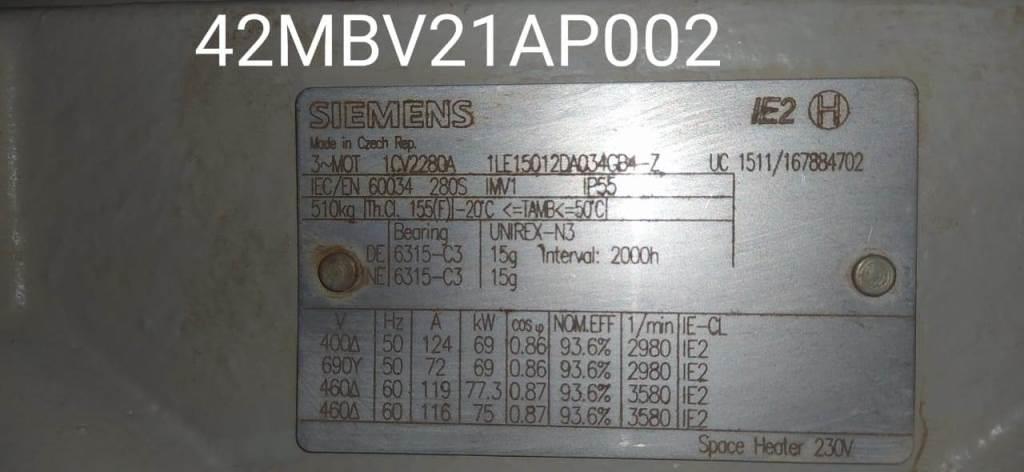 42MBV21AP002
SIEMENS IE2 H
Made in Czech Rep.
3~MOT 1CV2280A 1LE15012DA034GB4-Z UC 1511/167884702
IEC/EN 60034 280S IMV1 IP55
510kg Th.Cl. 155(F) -20°C <=TAMB<=50°C
Bearing UNIREX-N3
DE 6315-C3 15g Interval: 2000h
NE 6315-C3 15g
V Hz A kW cos φ NOM.EFF 1/min IE-CL
400Δ 50 124 69 0.86 93.6% 2980 IE2
690Y 50 72 69 0.86 93.6% 2980 IE2
460Δ 60 119 77.3 0.87 93.6% 3580 IE2
460Δ 60 116 75 0.87 93.6% 3580 IE2
Space Heater 230V